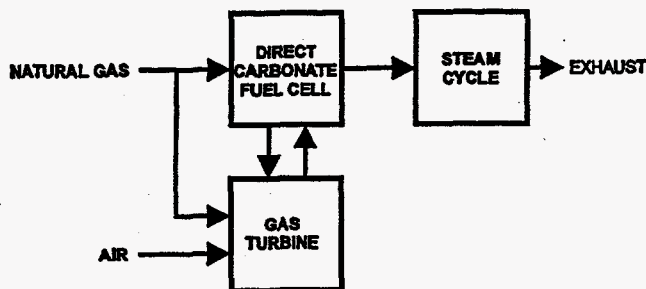 NATURAL GAS
DIRECT
CARBONATE
FUEL CELL
STEAM
CYCLE
EXHAUST
GAS
TURBINE
AIR